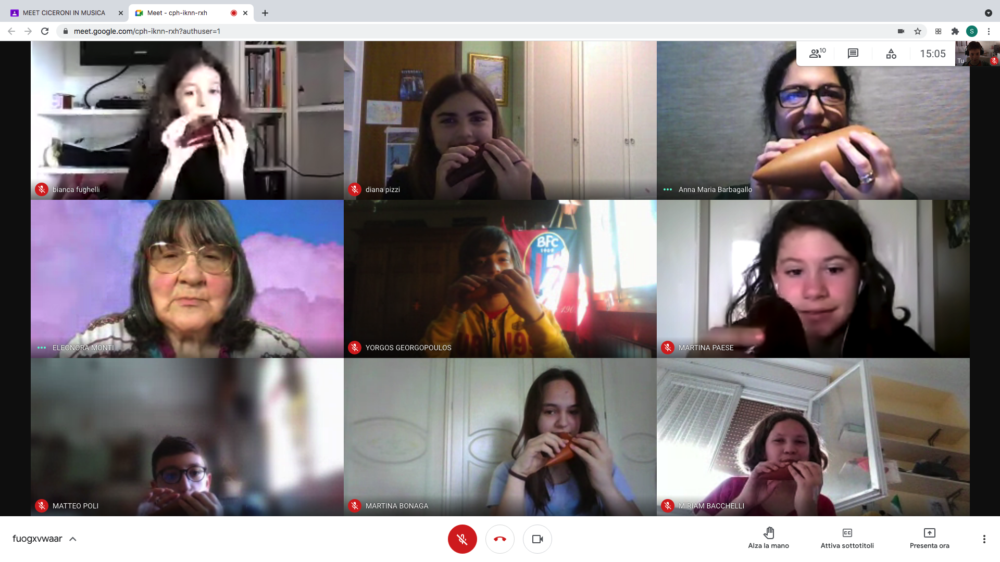 MEET CICERONI IN MUSICA
Meet - cph-iknn-rxh
meet.google.com/cph-iknn-rxh?authuser=1
S
10
15:05
Tu
bianca fughelli
diana pizzi
Anna Maria Barbagallo
BFC
1909
ELEONORA MONTI
YORGOS GEORGOPOULOS
MARTINA PAESE
MATTEO POLI
MARTINA BONAGA
MIRIAM BACCHELLI
fuogxvwaar
Alza la mano
CC
Attiva sottotitoli
Presenta ora